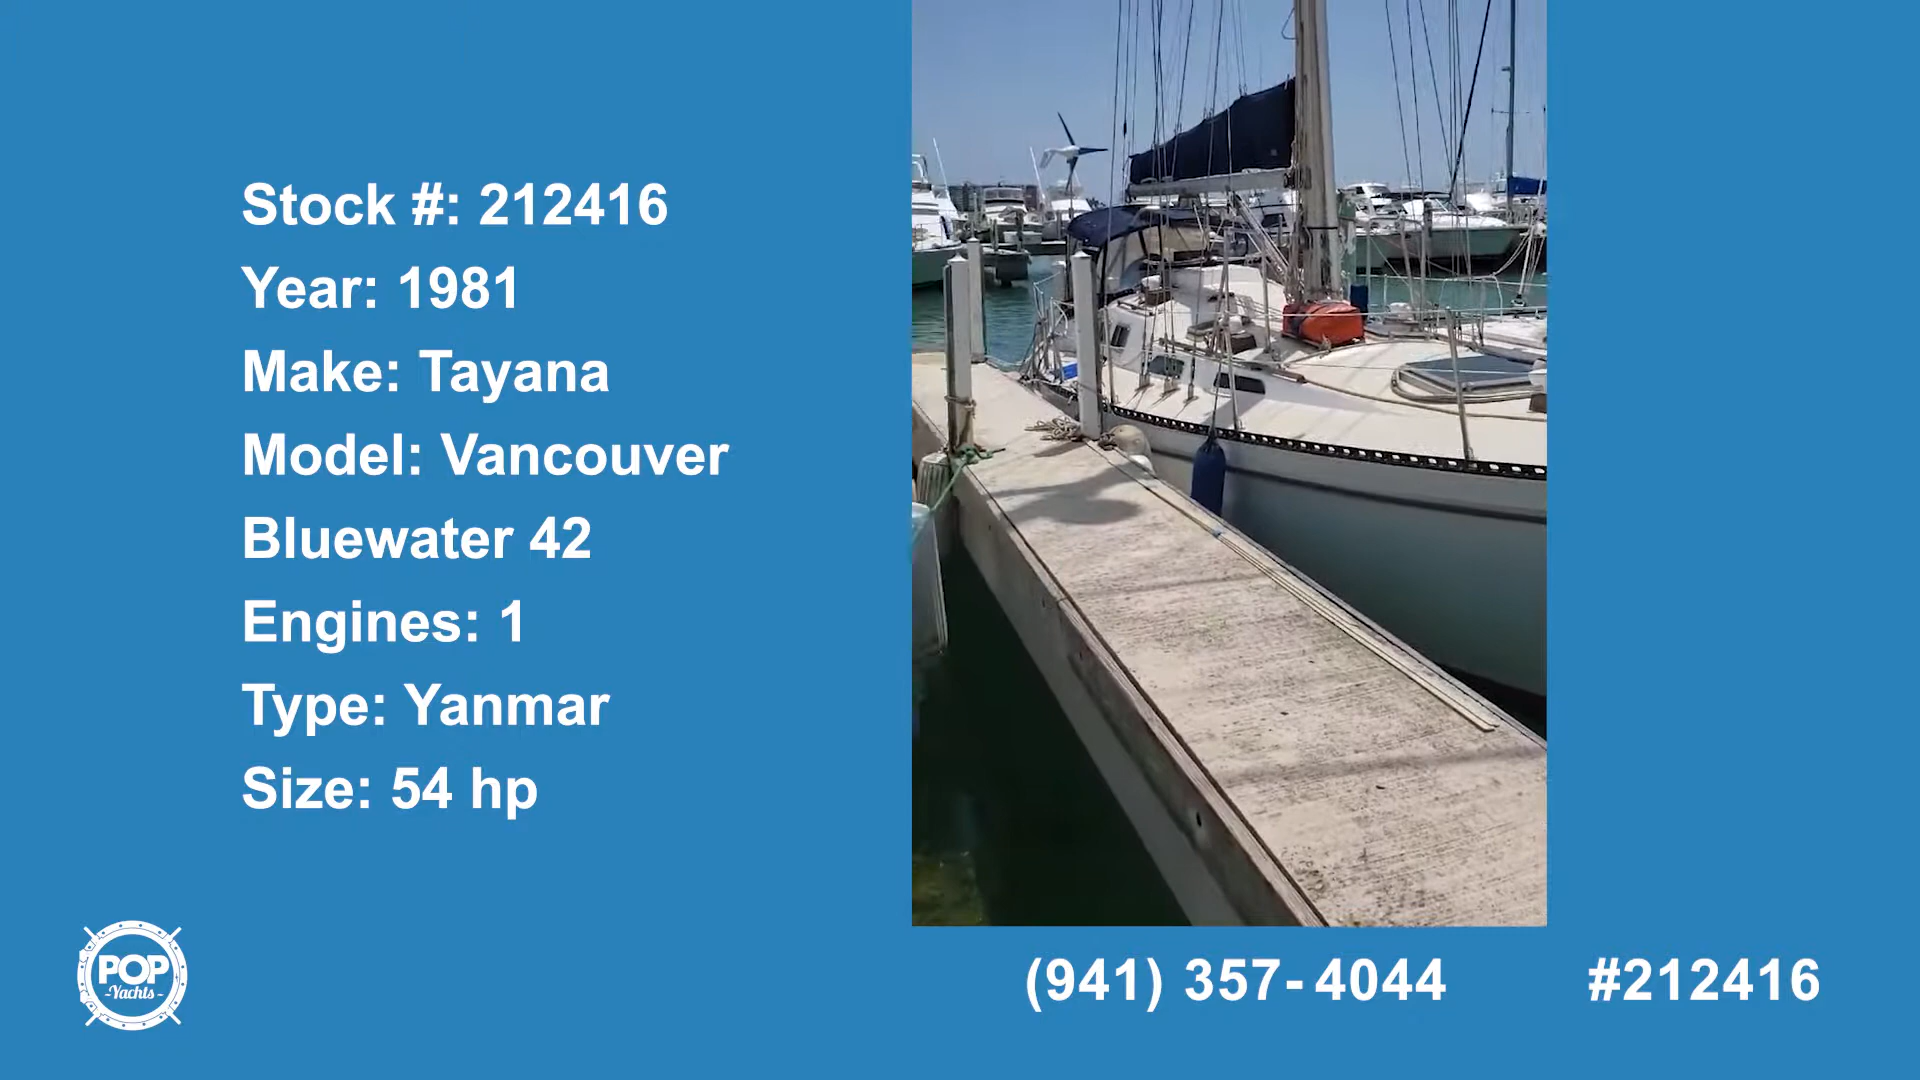 Stock #: 212416
Year: 1981
Make: Tayana
Model: Vancouver
Bluewater 42
Engines: 1
Type: Yanmar
Size: 54 hp
POP
~Yachts~
(941) 357-4044
#212416